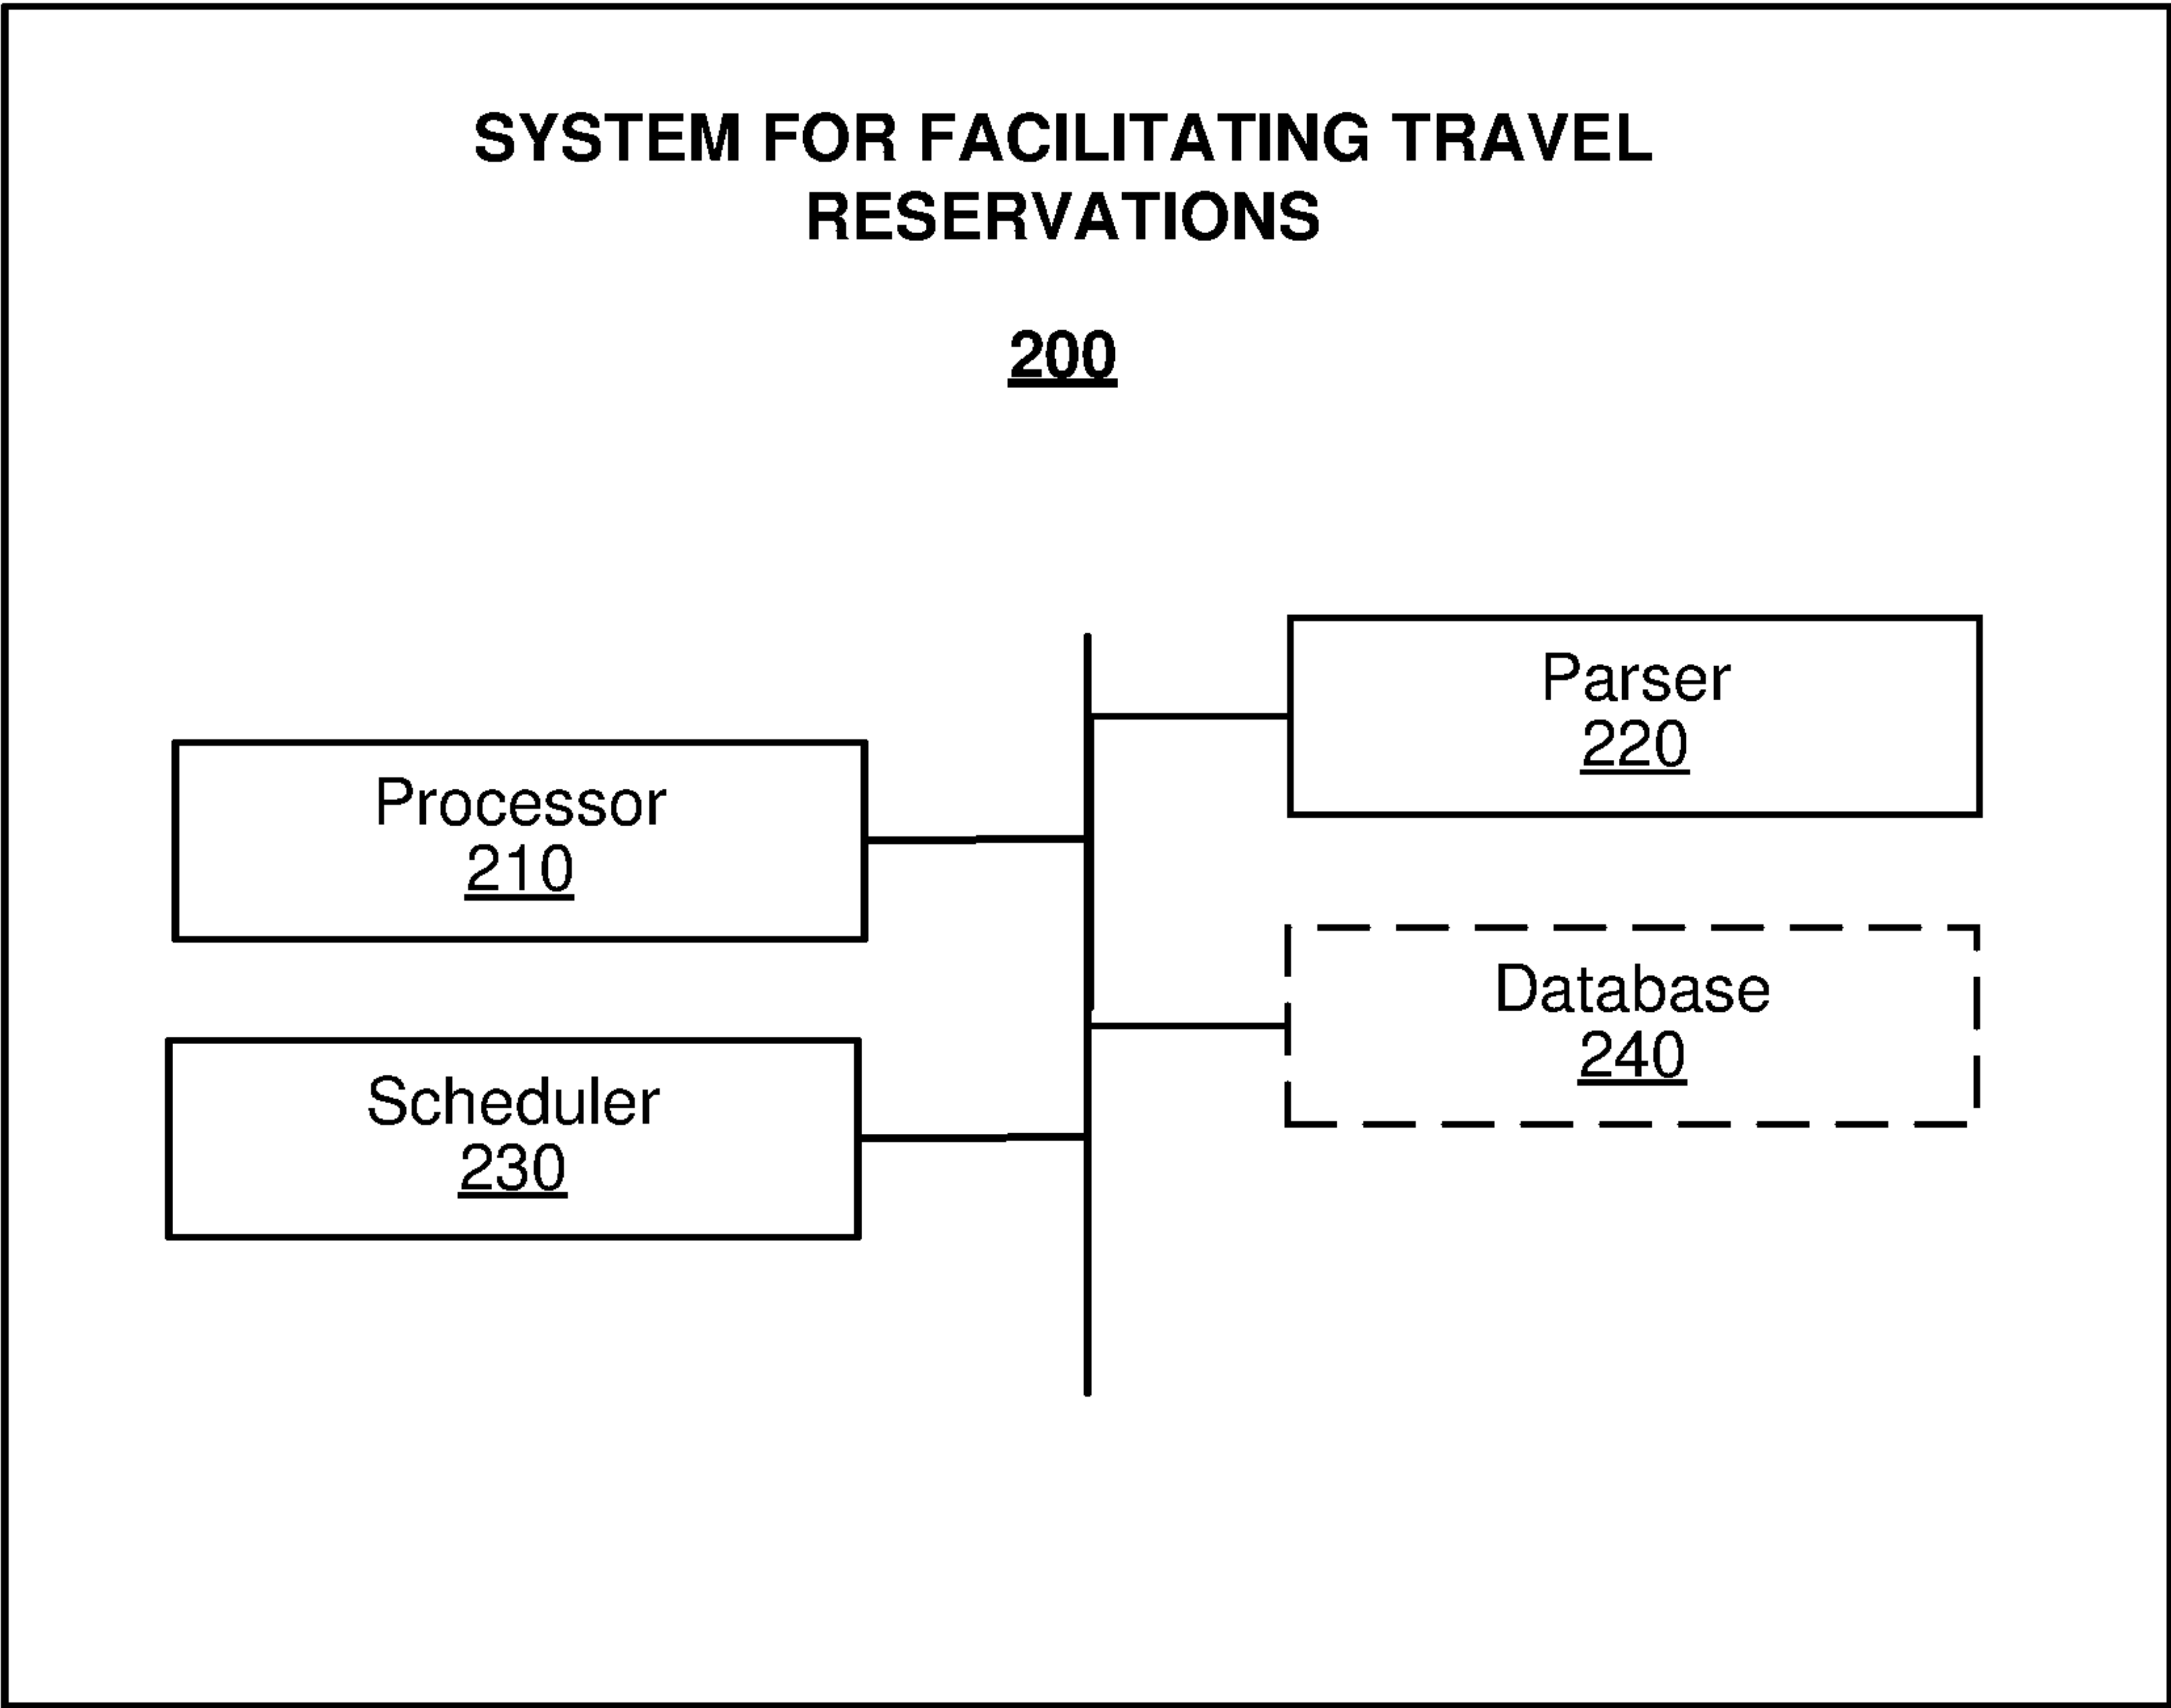 SYSTEM FOR FACILITATING TRAVEL
RESERVATIONS
200
Parser
220
Processor
210
Database
240
Scheduler
230